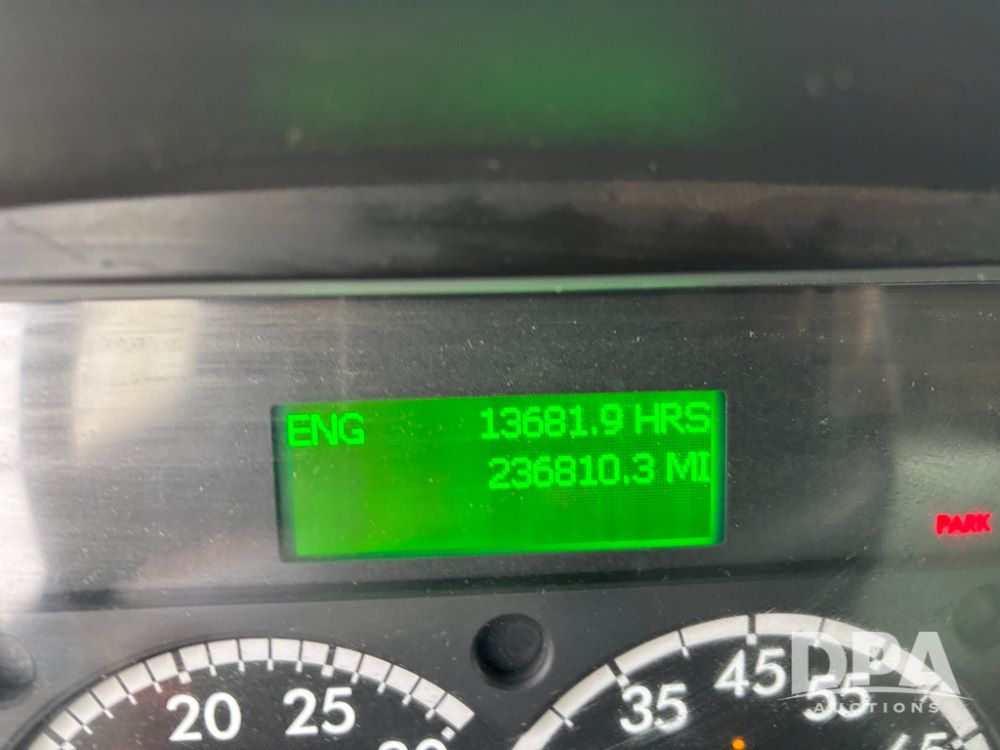 ENG 13681.9 HRS
236810.3 MI
PARK
20 25
35 45 55
DPA
AUCTIONS